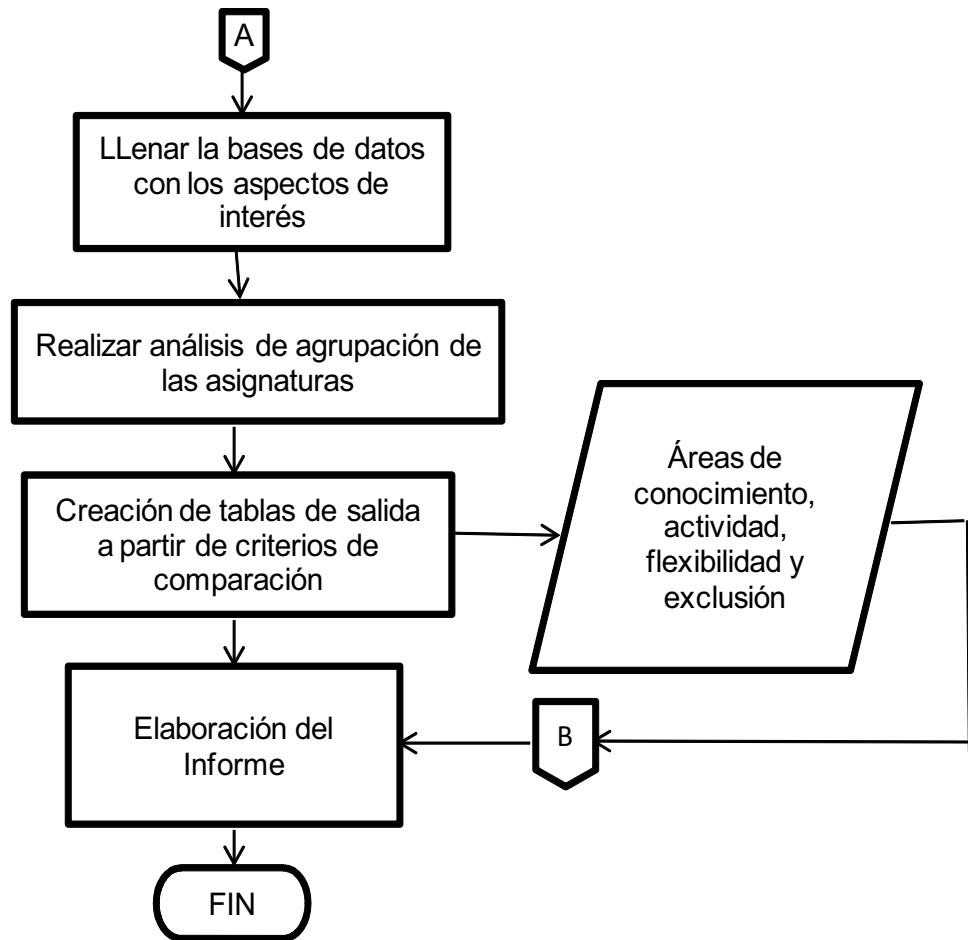 A
LLenar la bases de datos
con los aspectos de
interés
Realizar análisis de agrupación de
las asignaturas
Creación de tablas de salida
a partir de criterios de
comparación
Áreas de
conocimiento,
actividad,
flexibilidad y
exclusión
Elaboración del
Informe
B
FIN